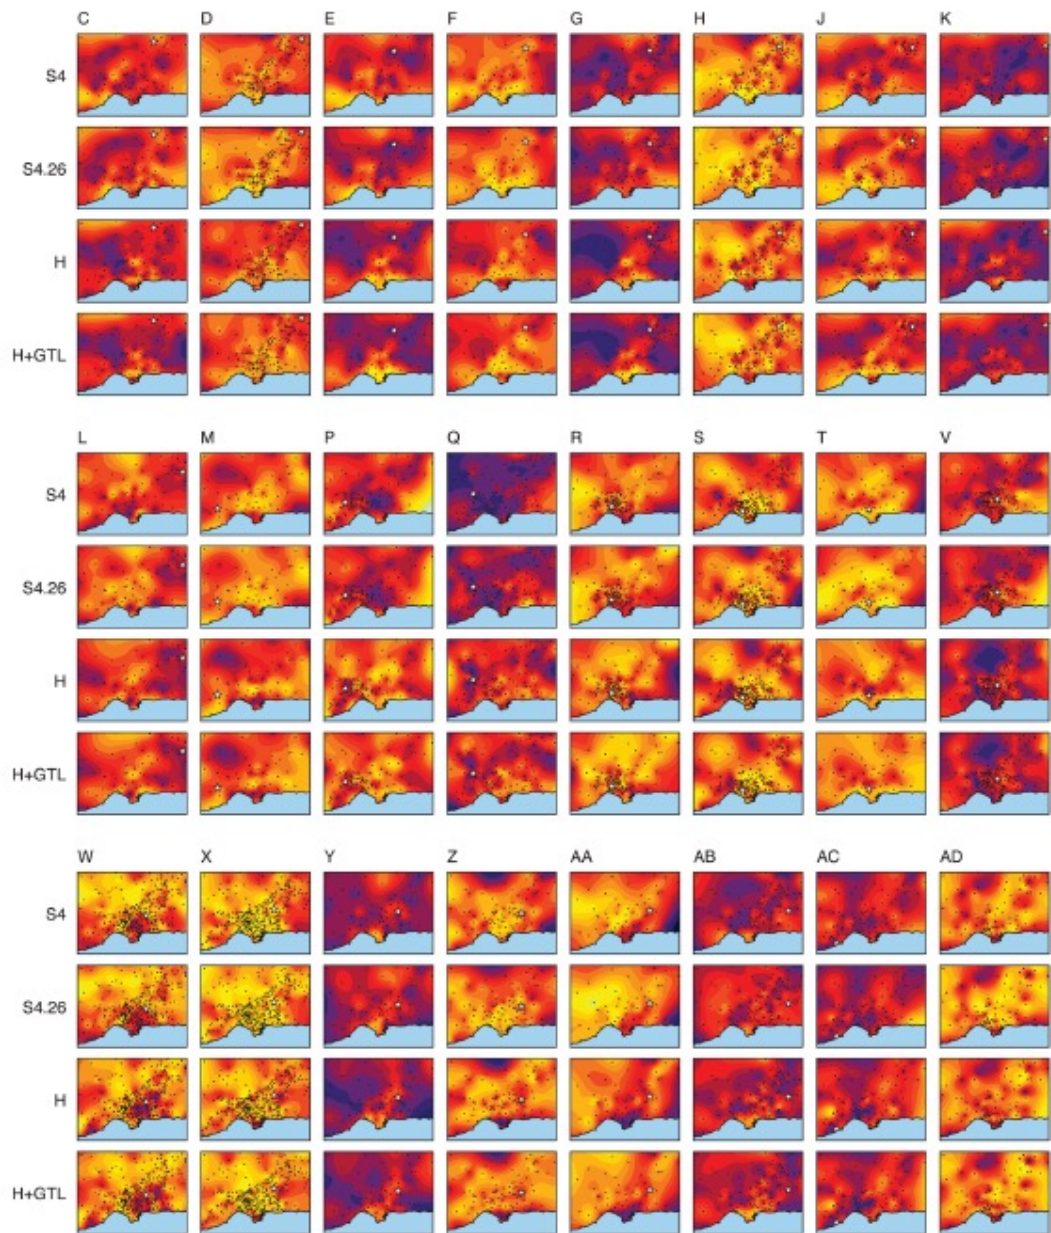 C D E F G H J K
S4
S4.26
H
H+GTL
L M P Q R S T V
S4
S4.26
H
H+GTL
W X Y Z AA AB AC AD
S4
S4.26
H
H+GTL